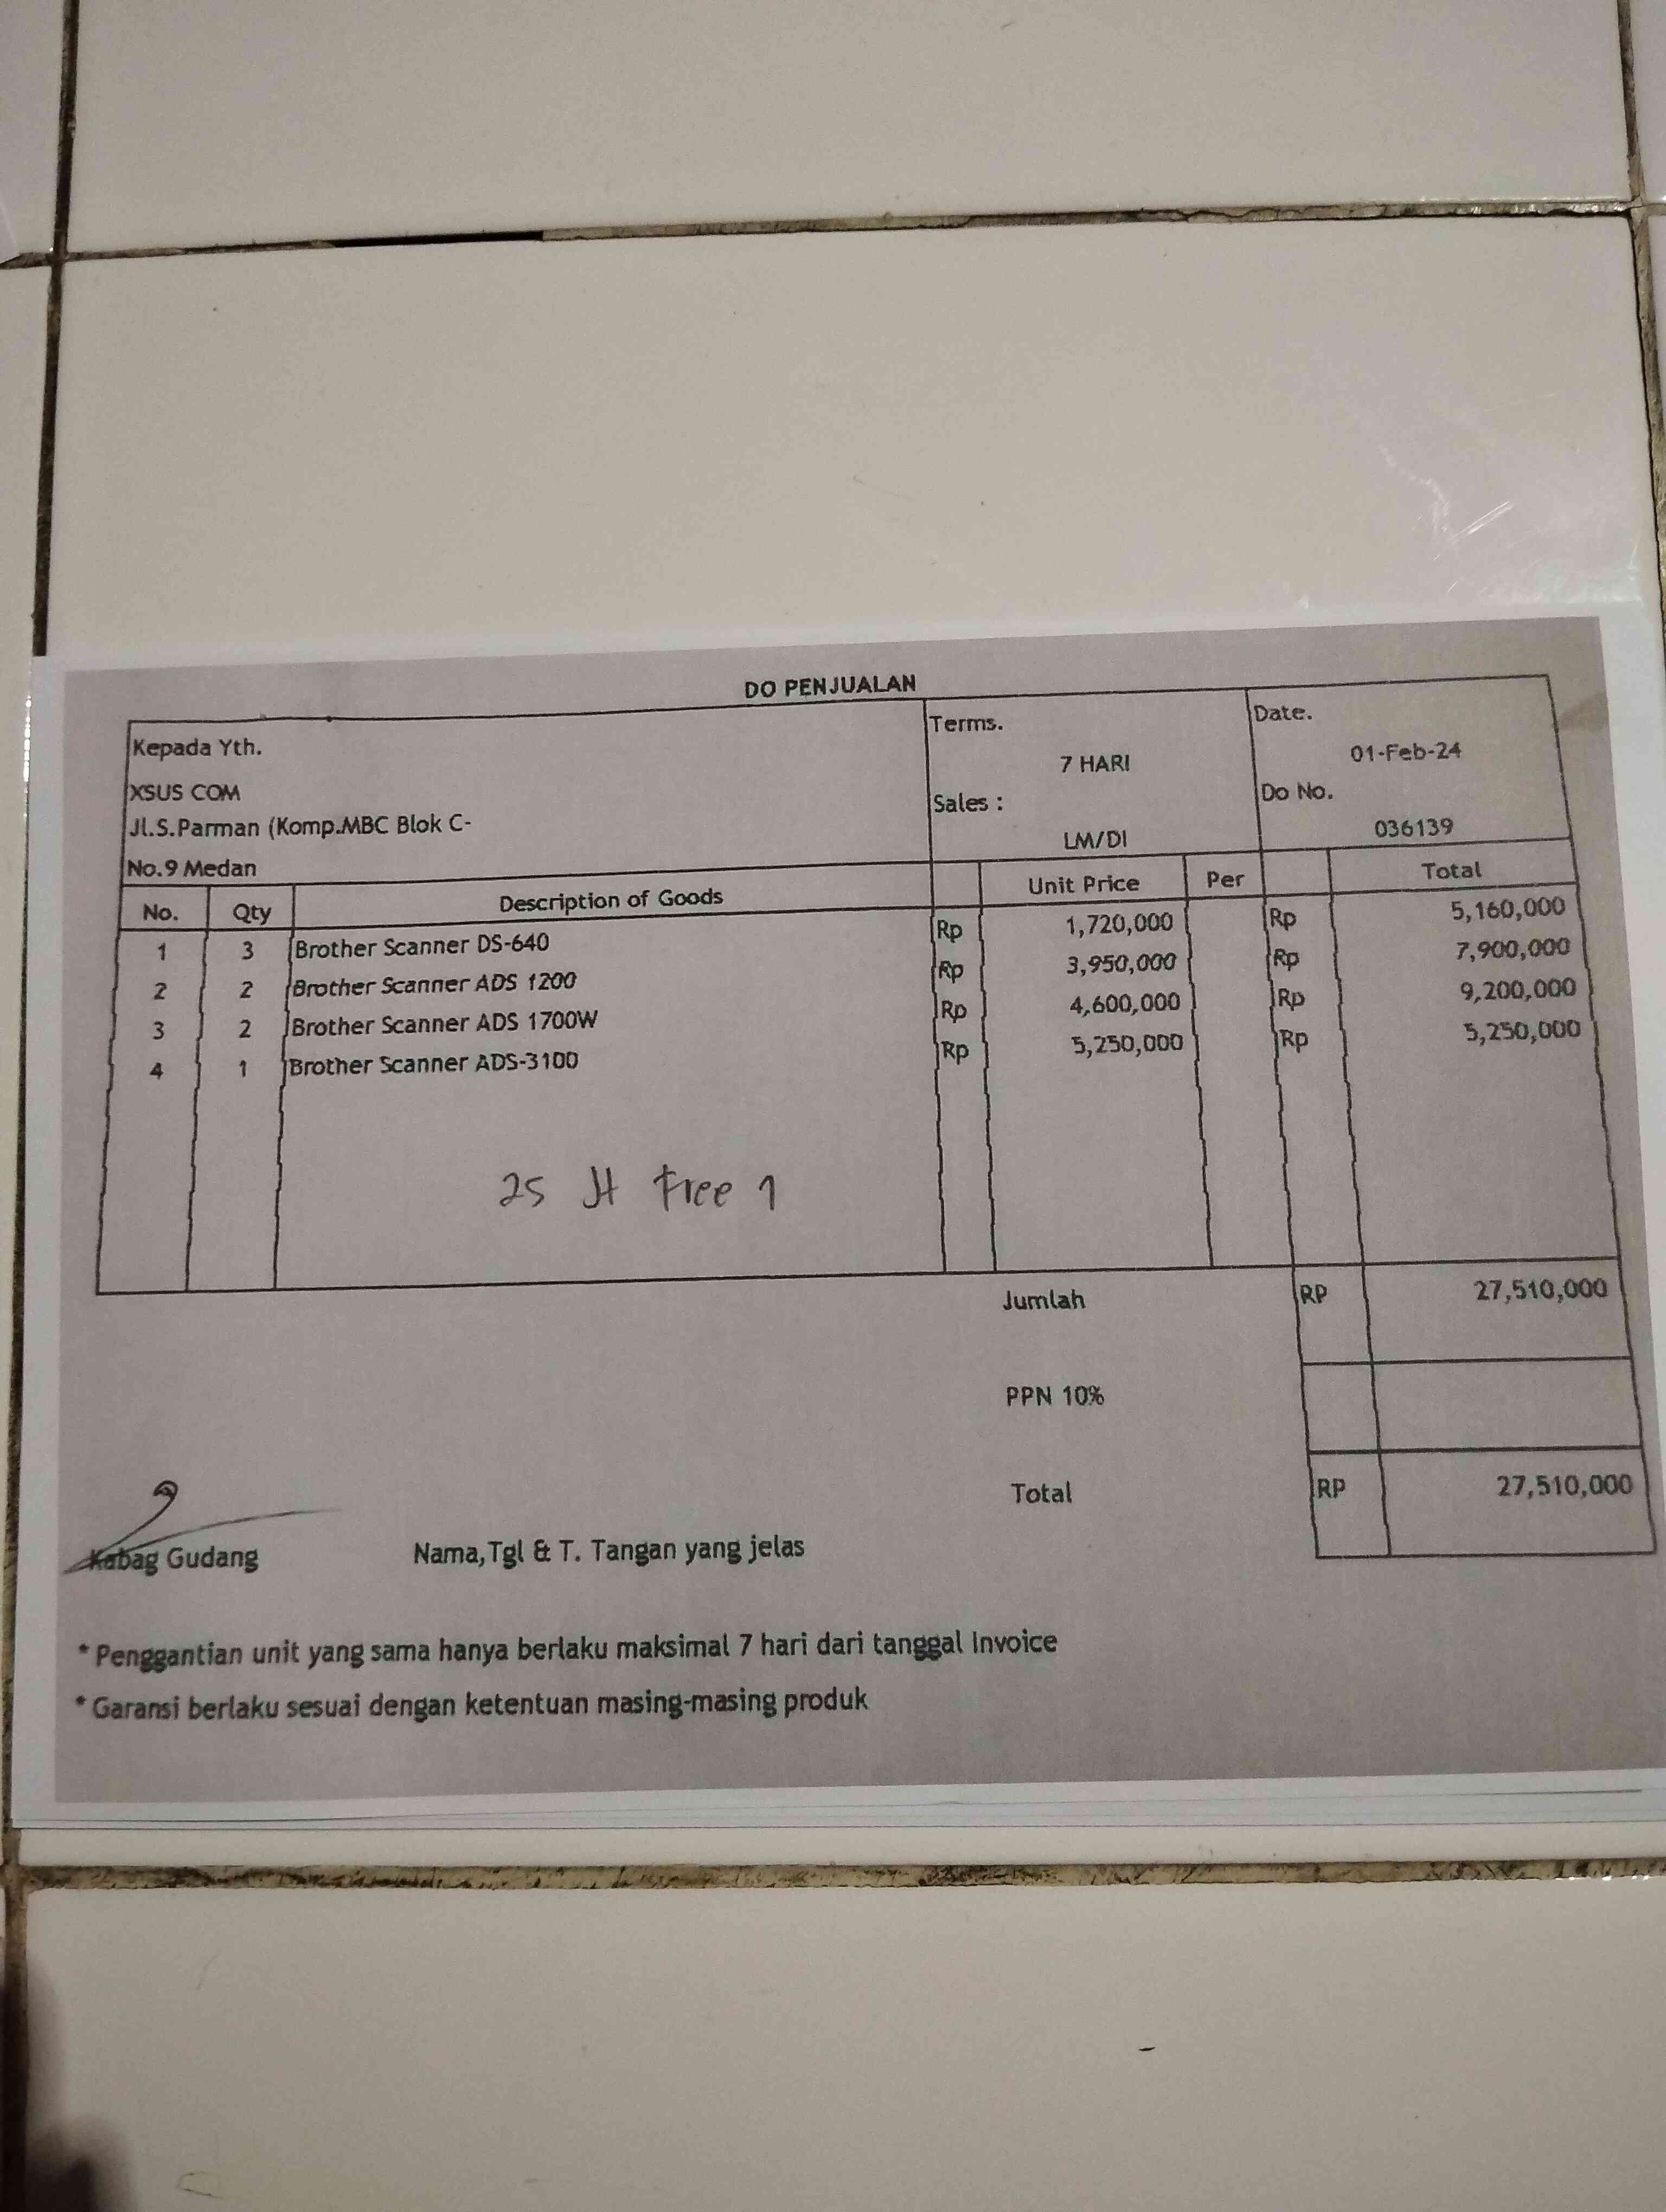 DO PENJUALAN
Kepada Yth.
XSUS COM
Jl.S.Parman (Komp.MBC Blok C-
No.9 Medan
Terms.
7 HARI
Sales :
LM/DI
Date.
01-Feb-24
Do No.
036139
No. Qty Description of Goods Unit Price Per Total
1 3 Brother Scanner DS-640 Rp 1,720,000 Rp 5,160,000
2 2 Brother Scanner ADS 1200 Rp 3,950,000 Rp 7,900,000
3 2 Brother Scanner ADS 1700W Rp 4,600,000 Rp 9,200,000
4 1 Brother Scanner ADS-3100 Rp 5,250,000 Rp 5,250,000
25 Jt Free 1
Jumlah RP 27,510,000
PPN 10%
Total RP 27,510,000
Kabag Gudang Nama,Tgl & T. Tangan yang jelas
* Penggantian unit yang sama hanya berlaku maksimal 7 hari dari tanggal Invoice
* Garansi berlaku sesuai dengan ketentuan masing-masing produk